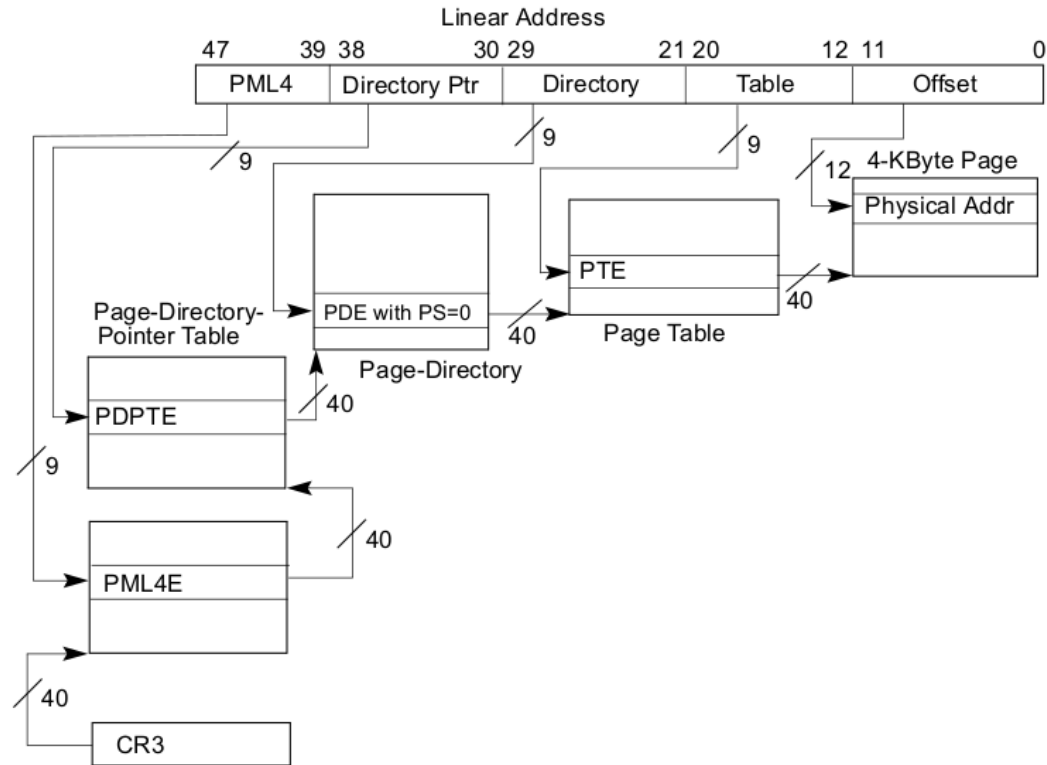 Linear Address
47 39 38 30 29 21 20 12 11 0
PML4 Directory Ptr Directory Table Offset
9
9
9
12
4-KByte Page
Physical Addr
PTE
40
Page Table
PDE with PS=0
40
Page-Directory
Page-Directory-
Pointer Table
40
PDPTE
9
40
PML4E
40
CR3